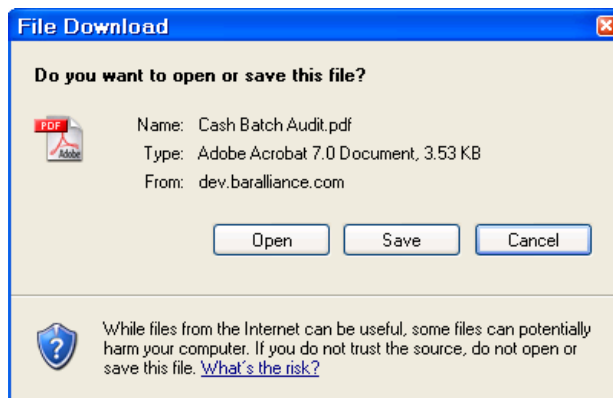 File Download
Do you want to open or save this file?
PDF
Adobe
Name: Cash Batch Audit.pdf
Type: Adobe Acrobat 7.0 Document, 3.53 KB
From: dev.baralliance.com
Open Save Cancel
While files from the Internet can be useful, some files can potentially
harm your computer. If you do not trust the source, do not open or
save this file. What's the risk?